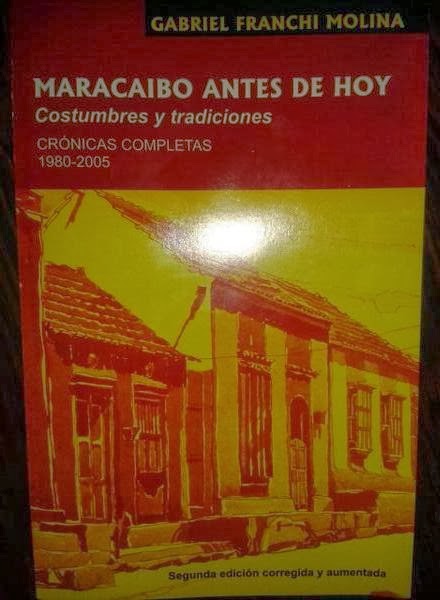 GABRIEL FRANCHI MOLINA
MARACAIBO ANTES DE HOY
Costumbres y tradiciones
CRÓNICAS COMPLETAS
1980-2005
Segunda edición corregida y aumentada